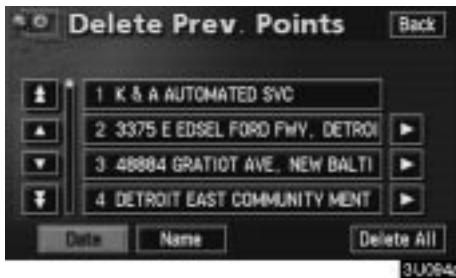 Delete Prev. Points
Back
1 K & A AUTOMATED SVC
2 3375 E EDSEL FORD FWY, DETROI
3 48884 GRATIOT AVE, NEW BALTI
4 DETROIT EAST COMMUNITY MENT
Date
Name
Delete All
3U094